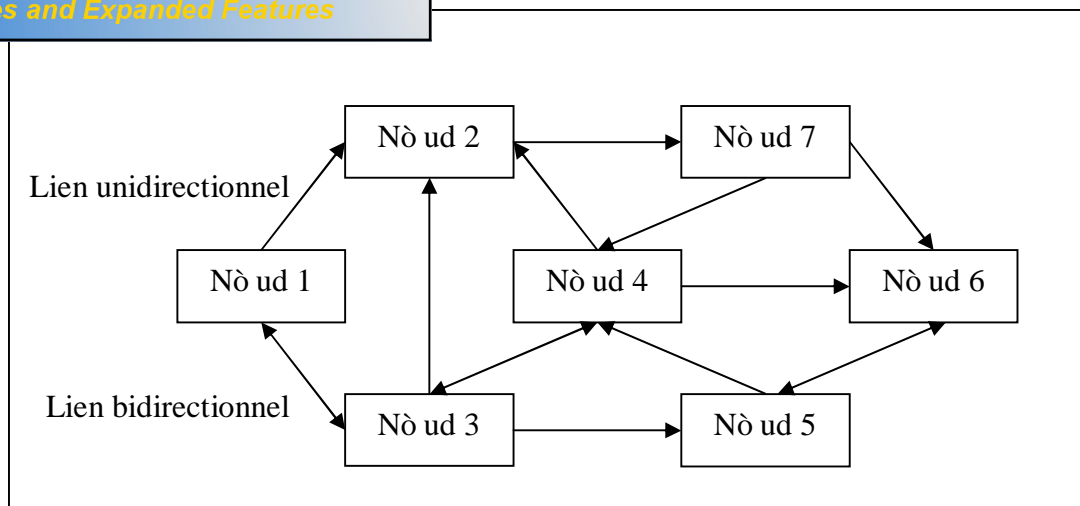 es and Expanded Features
Nò ud 2
Nò ud 7
Lien unidirectionnel
Nò ud 1
Nò ud 4
Nò ud 6
Lien bidirectionnel
Nò ud 3
Nò ud 5